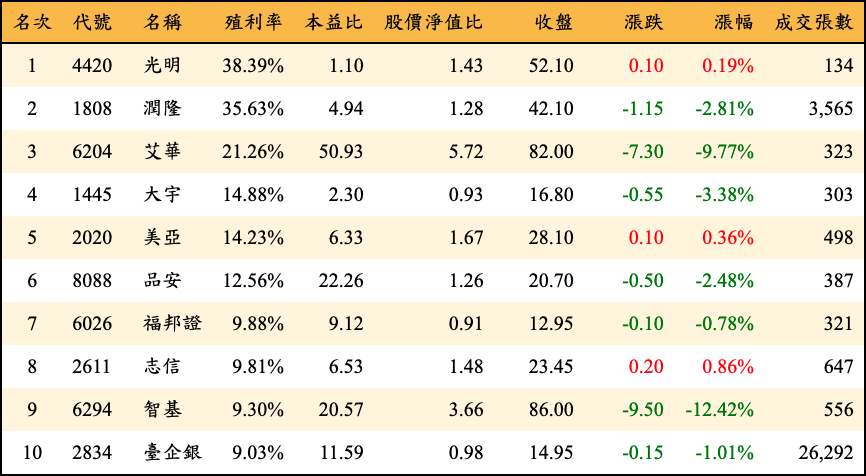 名次 代號 名稱 殖利率 本益比 股價淨值比 收盤 漲跌 漲幅 成交張數
1 4420 光明 38.39% 1.10 1.43 52.10 0.10 0.19% 134
2 1808 潤隆 35.63% 4.94 1.28 42.10 -1.15 -2.81% 3,565
3 6204 艾華 21.26% 50.93 5.72 82.00 -7.30 -9.77% 323
4 1445 大宇 14.88% 2.30 0.93 16.80 -0.55 -3.38% 303
5 2020 美亞 14.23% 6.33 1.67 28.10 0.10 0.36% 498
6 8088 品安 12.56% 22.26 1.26 20.70 -0.50 -2.48% 387
7 6026 福邦證 9.88% 9.12 0.91 12.95 -0.10 -0.78% 321
8 2611 志信 9.81% 6.53 1.48 23.45 0.20 0.86% 647
9 6294 智基 9.30% 20.57 3.66 86.00 -9.50 -12.42% 556
10 2834 臺企銀 9.03% 11.59 0.98 14.95 -0.15 -1.01% 26,292